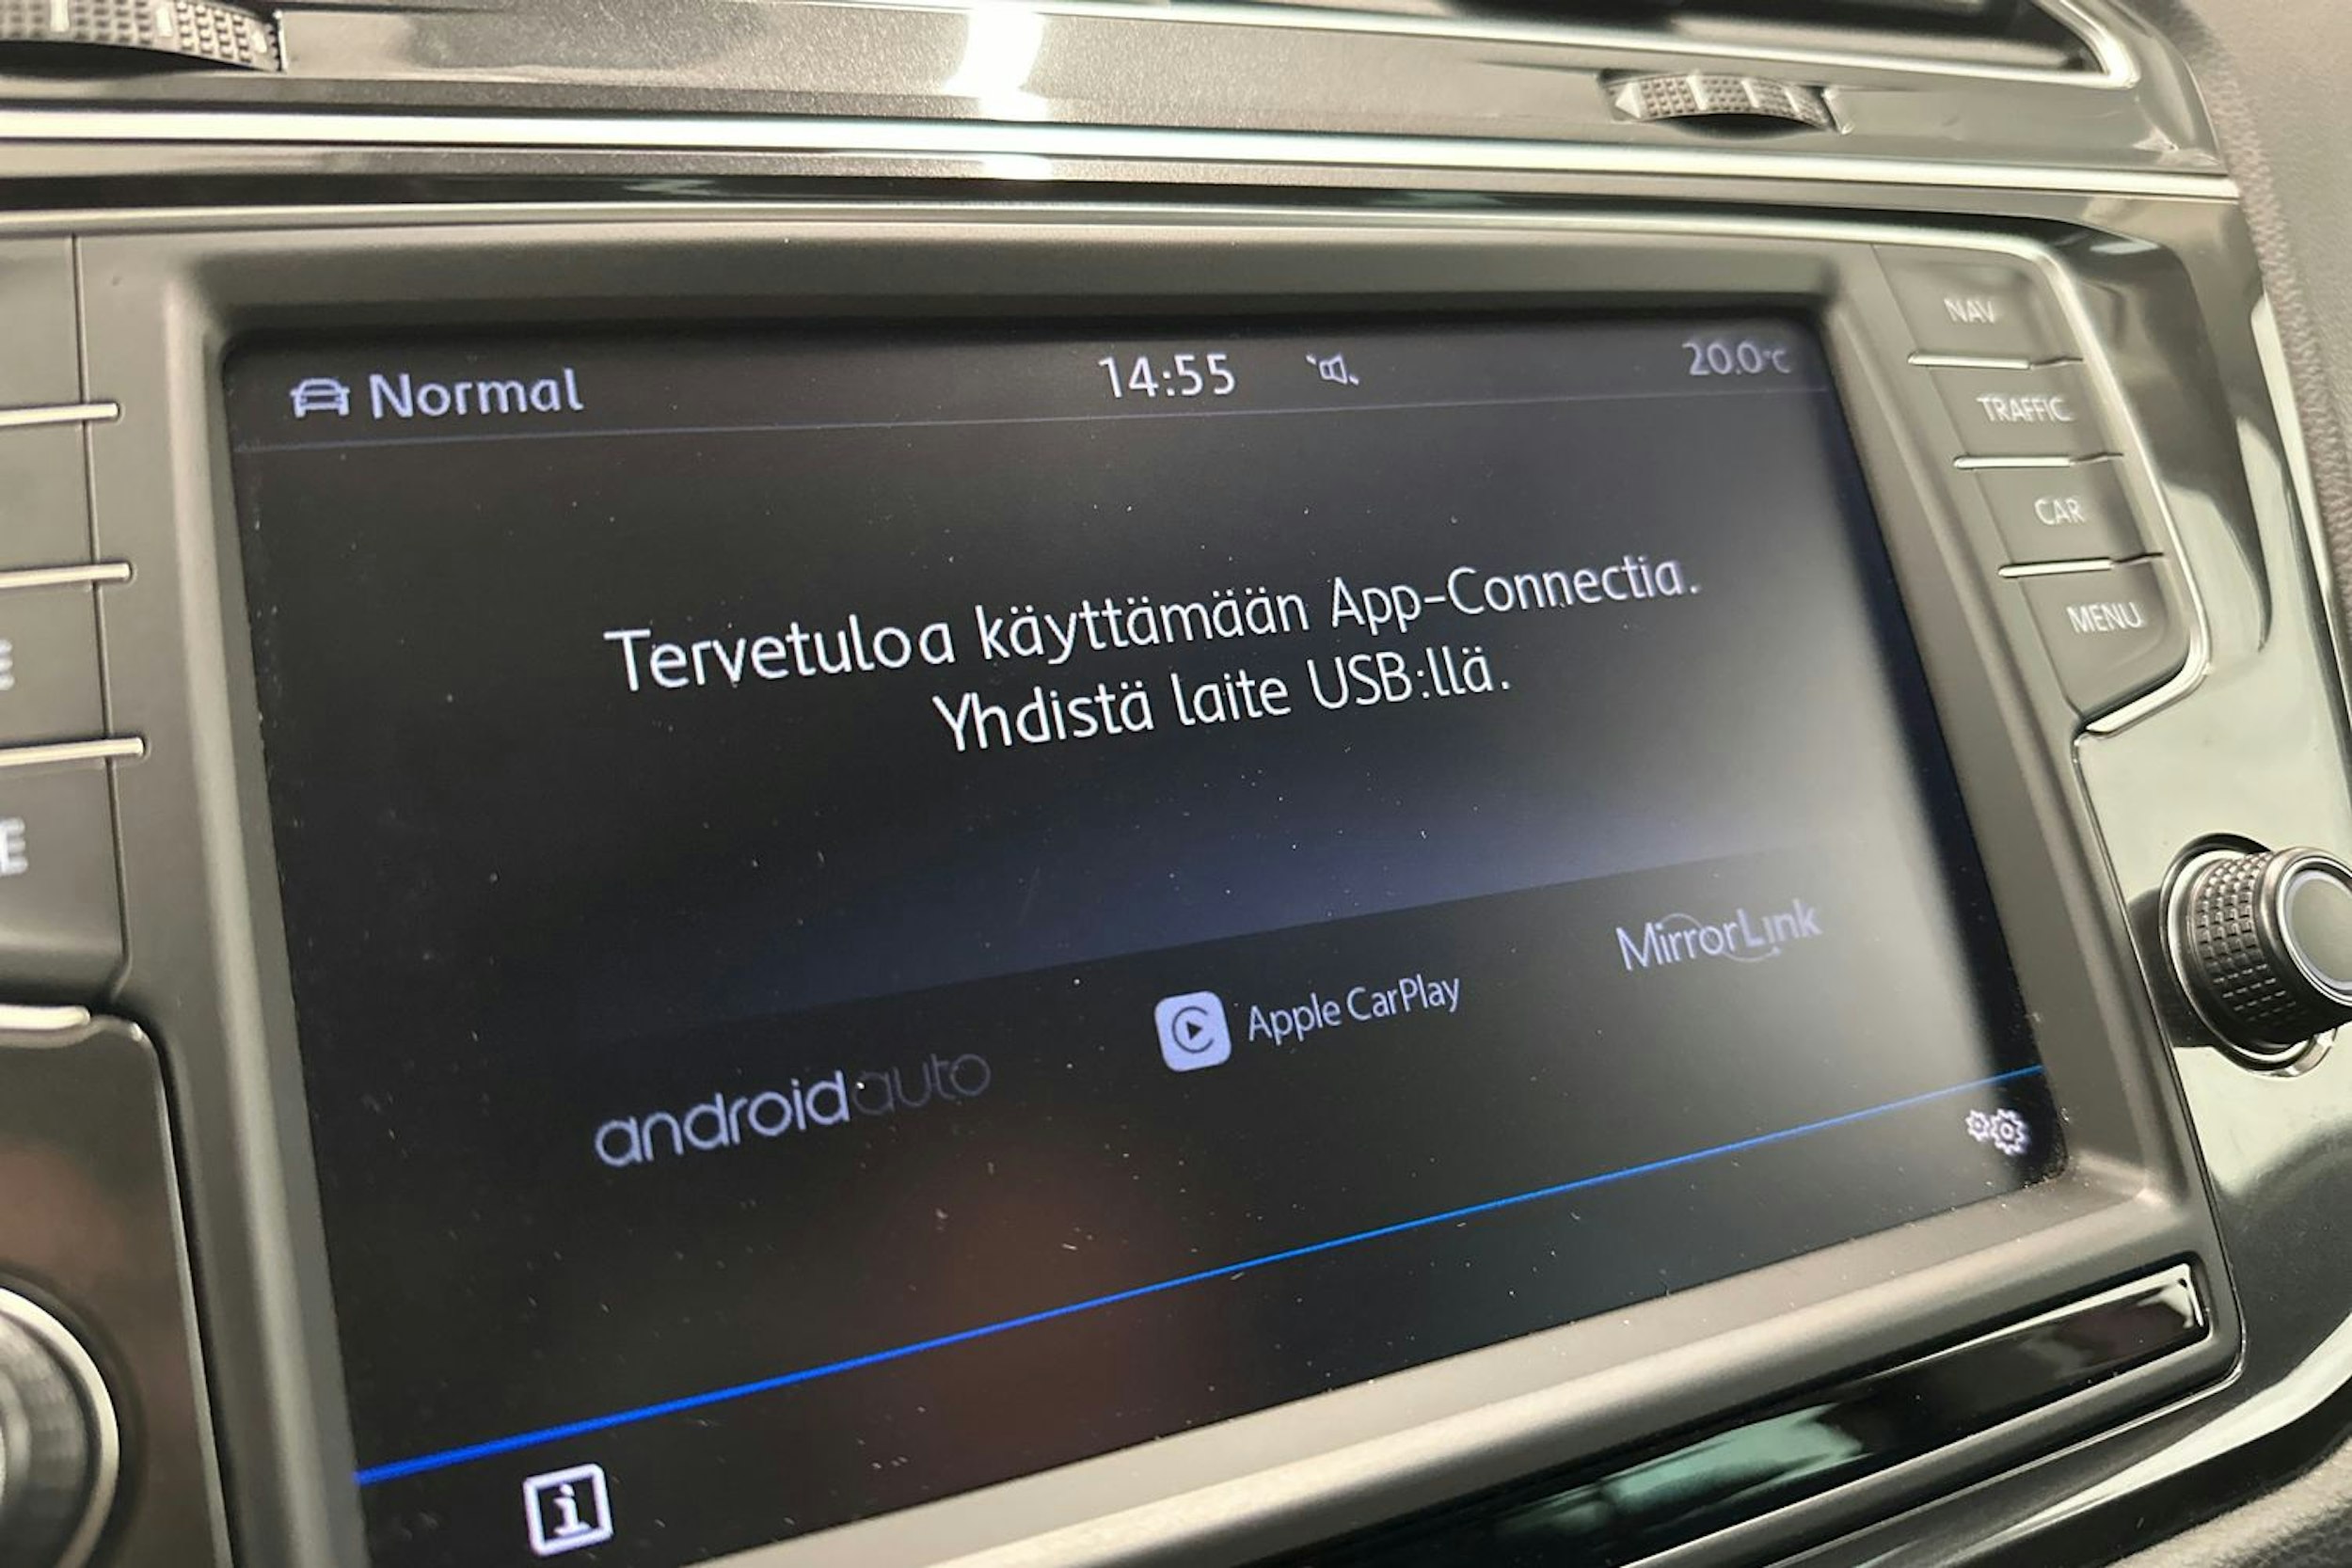 Normal
14:55
20.0°C
Tervetuloa käyttämään App-Connectia.
Yhdistä laite USB:llä.
androidauto
Apple CarPlay
MirrorLink
NAV
TRAFFIC
CAR
MENU
E
E